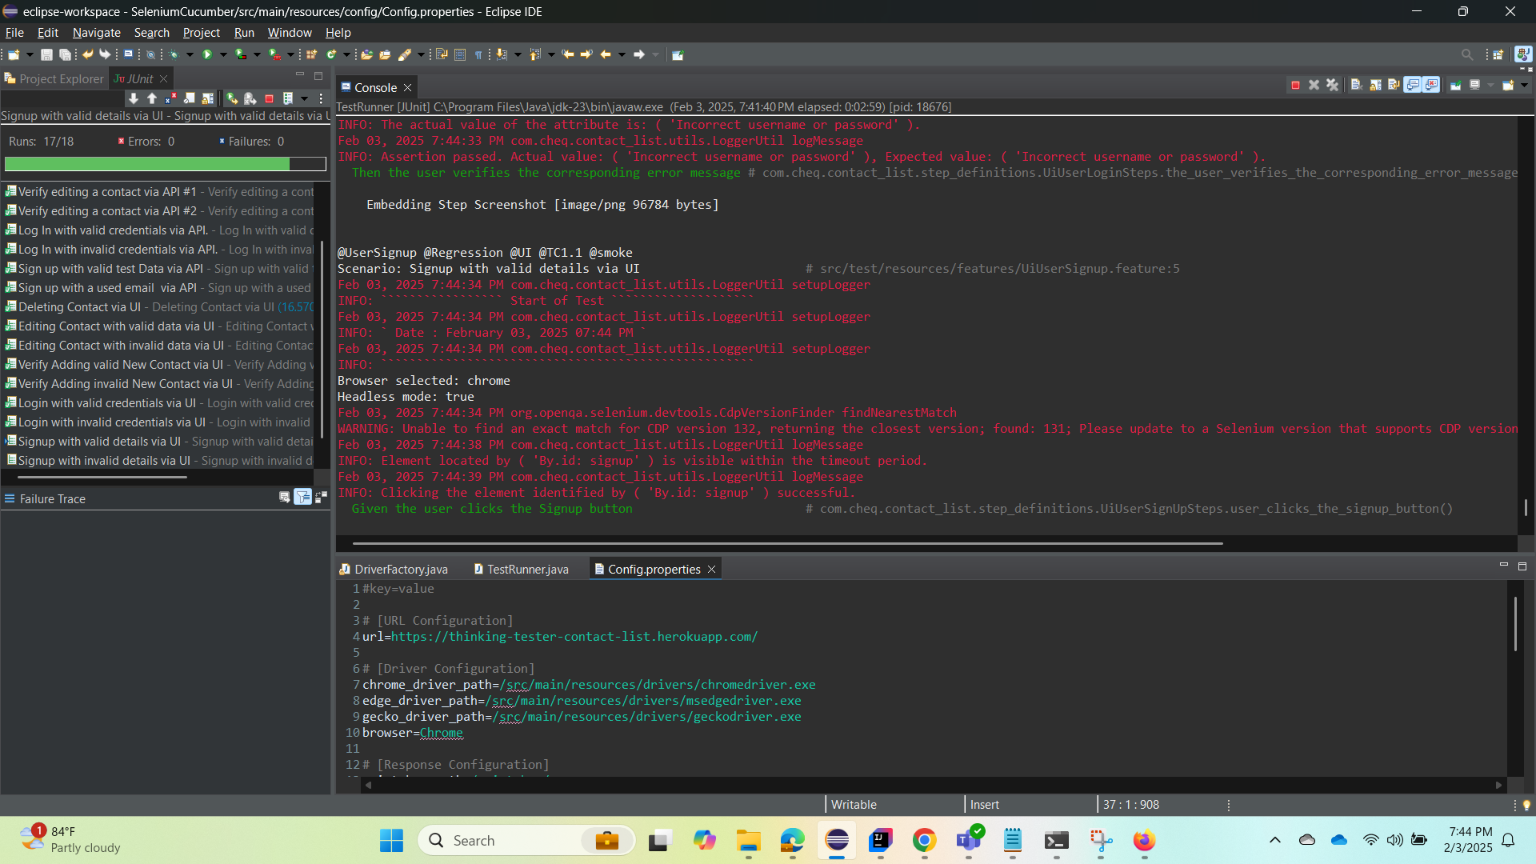 eclipse-workspace - SeleniumCucumber/src/main/resources/config/Config.properties - Eclipse IDE
File Edit Navigate Search Project Run Window Help
Project Explorer JUnit
Console
Signup with valid details via UI - Signup with valid details via U
TestRunner [JUnit] C:\Program Files\Java\jdk-23\bin\javaw.exe (Feb 3, 2025, 7:41:40 PM elapsed: 0:02:59) [pid: 18676]
Runs: 17/18 Errors: 0 Failures: 0
Verify editing a contact via API #1 - Verify editing a cont
Verify editing a contact via API #2 - Verify editing a cont
Log In with valid credentials via API. - Log In with valid c
Log In with invalid credentials via API. - Log In with inva
Sign up with valid test Data via API - Sign up with valid
Sign up with a used email via API - Sign up with a used
Deleting Contact via UI - Deleting Contact via UI (16.570
Editing Contact with valid data via UI - Editing Contact v
Editing Contact with invalid data via UI - Editing Contac
Verify Adding valid New Contact via UI - Verify Adding v
Verify Adding invalid New Contact via UI - Verify Adding
Login with valid credentials via UI - Login with valid cred
Login with invalid credentials via UI - Login with invalid
Signup with valid details via UI - Signup with valid detai
Signup with invalid details via UI - Signup with invalid d
Failure Trace
INFO: The actual value of the attribute is: ( 'Incorrect username or password' ).
Feb 03, 2025 7:44:33 PM com.cheq.contact_list.utils.LoggerUtil logMessage
INFO: Assertion passed. Actual value: ( 'Incorrect username or password' ), Expected value: ( 'Incorrect username or password' ).
Then the user verifies the corresponding error message # com.cheq.contact_list.step_definitions.UiUserLoginSteps.the_user_verifies_the_corresponding_error_message
Embedding Step Screenshot [image/png 96784 bytes]
@UserSignup @Regression @UI @TC1.1 @smoke
Scenario: Signup with valid details via UI # src/test/resources/features/UiUserSignup.feature:5
Feb 03, 2025 7:44:34 PM com.cheq.contact_list.utils.LoggerUtil setupLogger
INFO: ````````````````` Start of Test ````````````````````
Feb 03, 2025 7:44:34 PM com.cheq.contact_list.utils.LoggerUtil setupLogger
INFO: ` Date : February 03, 2025 07:44 PM `
Feb 03, 2025 7:44:34 PM com.cheq.contact_list.utils.LoggerUtil setupLogger
INFO: ````````````````````````````````````````````````````
Browser selected: chrome
Headless mode: true
Feb 03, 2025 7:44:34 PM org.openqa.selenium.devtools.CdpVersionFinder findNearestMatch
WARNING: Unable to find an exact match for CDP version 132, returning the closest version; found: 131; Please update to a Selenium version that supports CDP version
Feb 03, 2025 7:44:38 PM com.cheq.contact_list.utils.LoggerUtil logMessage
INFO: Element located by ( 'By.id: signup' ) is visible within the timeout period.
Feb 03, 2025 7:44:39 PM com.cheq.contact_list.utils.LoggerUtil logMessage
INFO: Clicking the element identified by ( 'By.id: signup' ) successful.
Given the user clicks the Signup button # com.cheq.contact_list.step_definitions.UiUserSignUpSteps.user_clicks_the_signup_button()
DriverFactory.java TestRunner.java Config.properties
1 #key=value
2
3 # [URL Configuration]
4 url=https://thinking-tester-contact-list.herokuapp.com/
5
6 # [Driver Configuration]
7 chrome_driver_path=/src/main/resources/drivers/chromedriver.exe
8 edge_driver_path=/src/main/resources/drivers/msedgedriver.exe
9 gecko_driver_path=/src/main/resources/drivers/geckodriver.exe
10 browser=Chrome
11
12 # [Response Configuration]
Writable Insert 37 : 1 : 908
1
84°F
Partly cloudy
Search
7:44 PM
2/3/2025